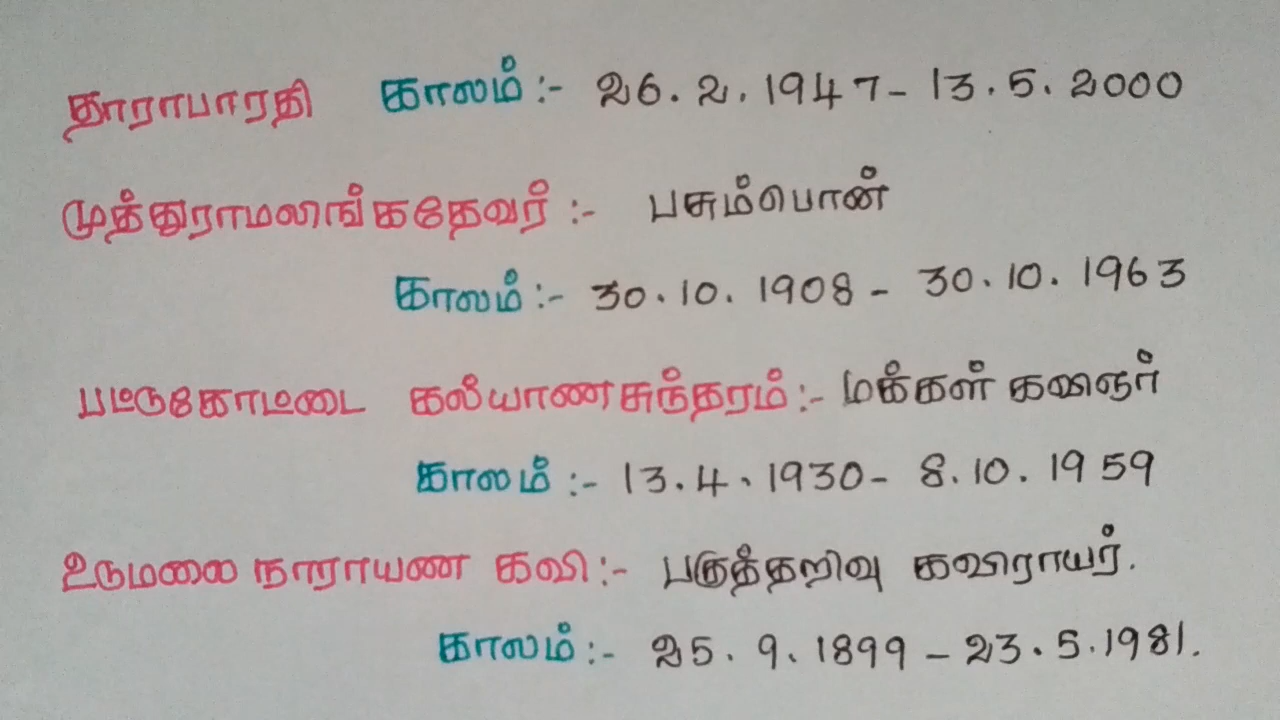 தாராபாரதி காலம் :- 26.2.1947- 13.5.2000
முத்துராமலிங்கதேவர் :- பசும்பொன்
காலம் :- 30.10.1908 - 30.10.1963
பட்டுகோட்டை கலியாணசுந்தரம் :- மக்கள் கவிஞர்
காலம் :- 13.4.1930- 8.10.1959
உடுமலை நாராயண கவி :- பகுத்தறிவு கவிராயர்.
காலம் :- 25.9.1899 - 23.5.1981.